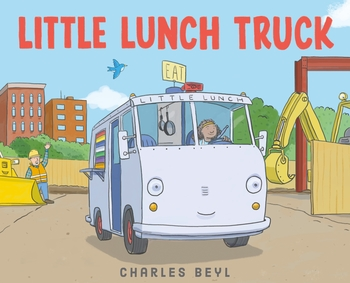 LITTLE LUNCH TRUCK
EAT
LITTLE LUNCH
CHARLES BEYL